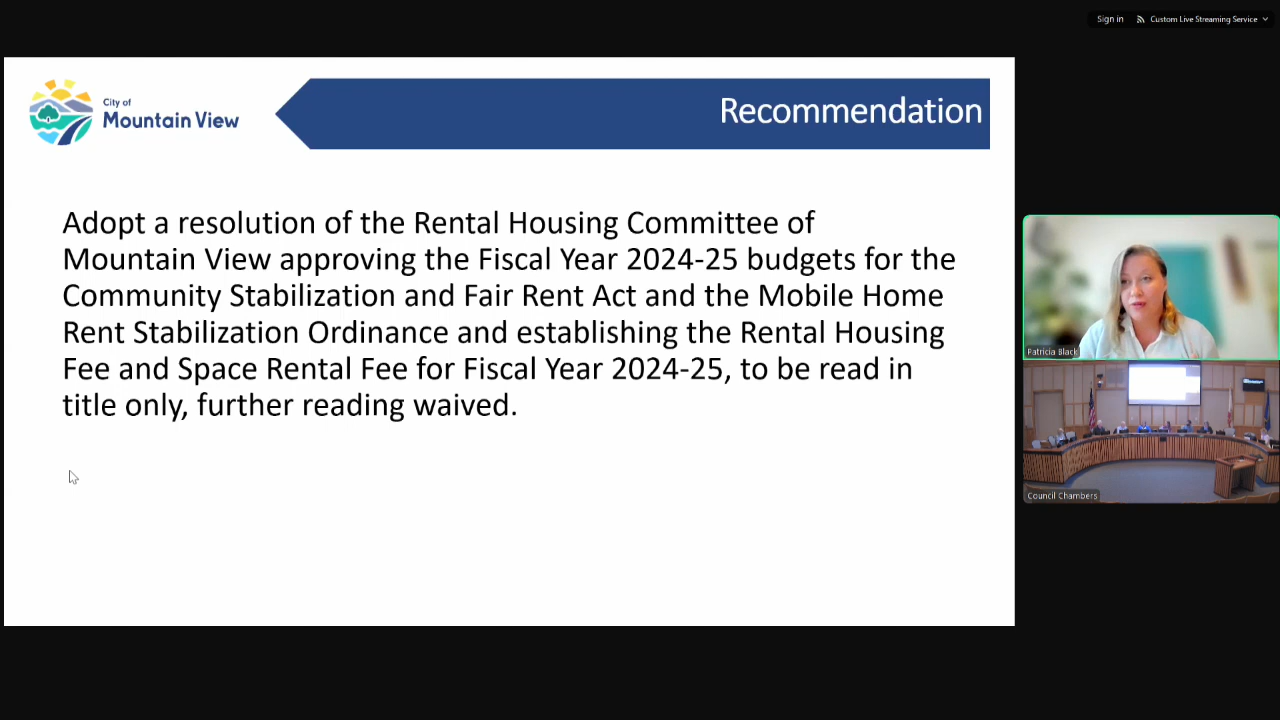 Sign in
Custom Live Streaming Service
City of
Mountain View
Recommendation
Adopt a resolution of the Rental Housing Committee of
Mountain View approving the Fiscal Year 2024-25 budgets for the
Community Stabilization and Fair Rent Act and the Mobile Home
Rent Stabilization Ordinance and establishing the Rental Housing
Fee and Space Rental Fee for Fiscal Year 2024-25, to be read in
title only, further reading waived.
Patricia Black
Council Chambers